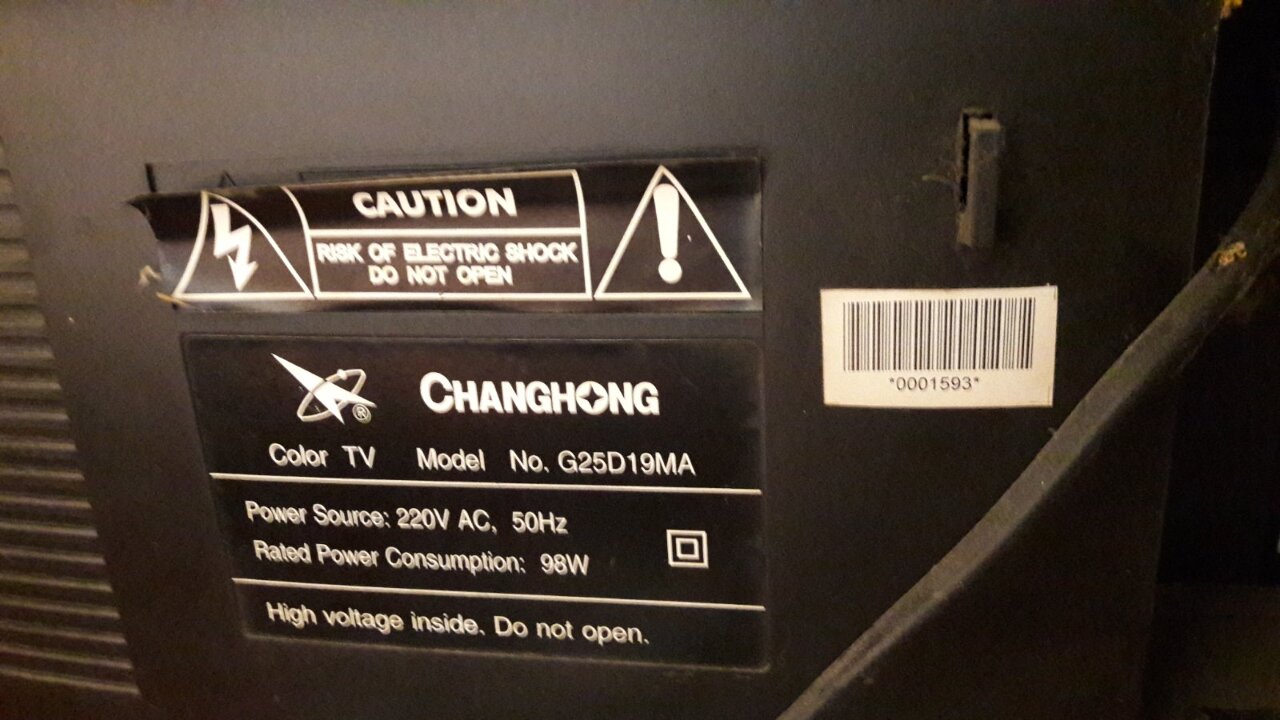 CAUTION
RISK OF ELECTRIC SHOCK
DO NOT OPEN
®
CHANGHONG
Color TV Model No. G25D19MA
Power Source: 220V AC, 50Hz
Rated Power Consumption: 98W
High voltage inside. Do not open.
*0001593*